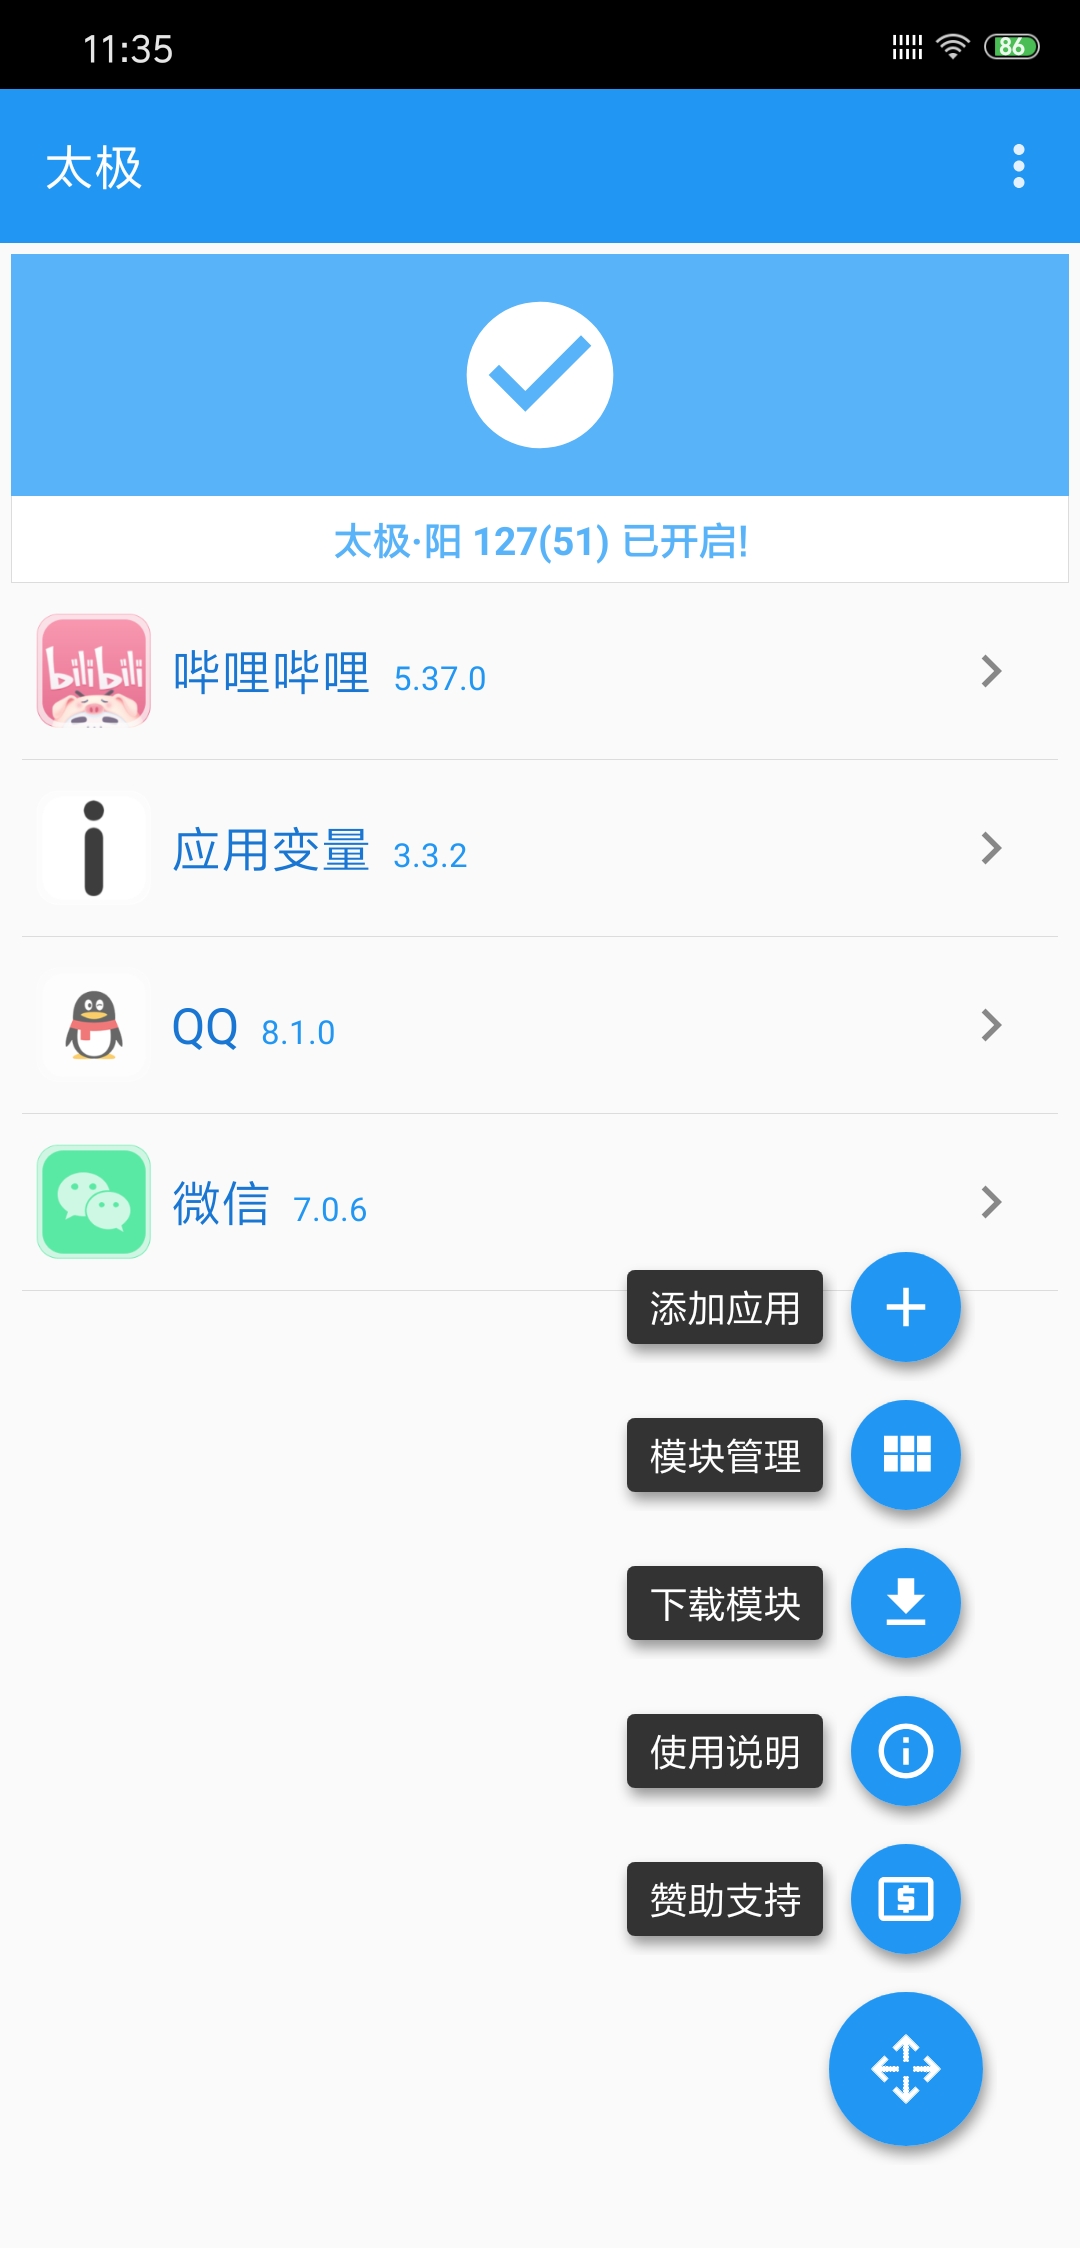 11:35
86
太极
太极·阳 127(51) 已开启!
bilibili
哔哩哔哩 5.37.0
应用变量 3.3.2
QQ 8.1.0
微信 7.0.6
添加应用
模块管理
下载模块
使用说明
赞助支持